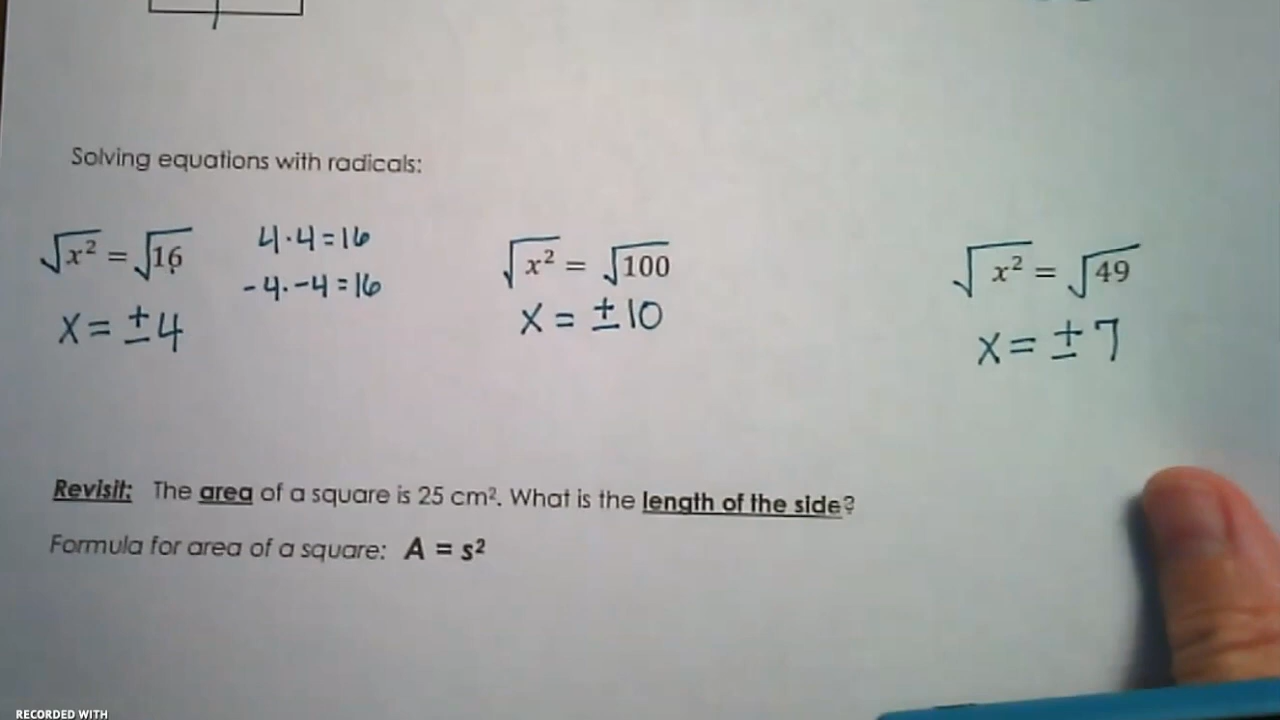 Solving equations with radicals:
√x² = √16
4·4=16
-4·-4=16
x = ±4
√x² = √100
x = ±10
√x² = √49
x = ±7
Revisit: The area of a square is 25 cm². What is the length of the side?
Formula for area of a square: A = s²
RECORDED WITH